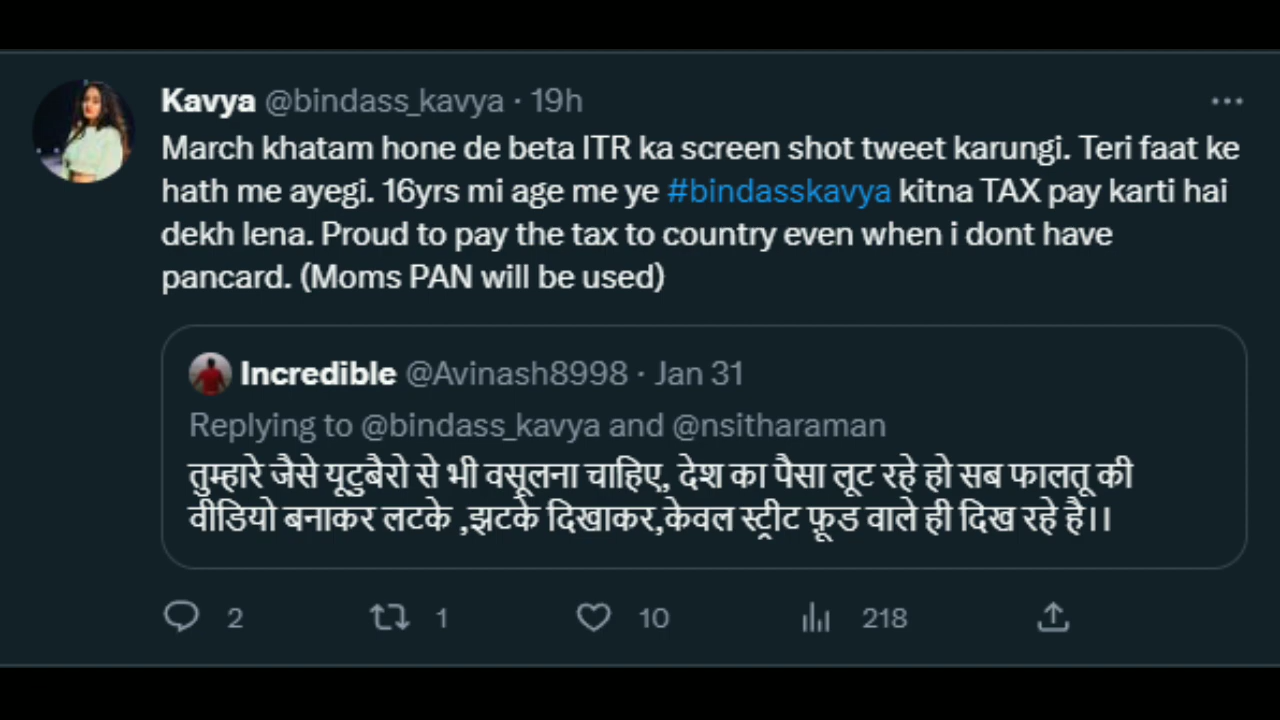 Kavya @bindass_kavya · 19h
March khatam hone de beta ITR ka screen shot tweet karungi. Teri faat ke
hath me ayegi. 16yrs mi age me ye #bindasskavya kitna TAX pay karti hai
dekh lena. Proud to pay the tax to country even when i dont have
pancard. (Moms PAN will be used)
Incredible @Avinash8998 · Jan 31
Replying to @bindass_kavya and @nsitharaman
तुम्हारे जैसे यूटुबैरो से भी वसूलना चाहिए, देश का पैसा लूट रहे हो सब फालतू की
वीडियो बनाकर लटके ,झटके दिखाकर,केवल स्ट्रीट फ़ूड वाले ही दिख रहे है।।
2 1 10 218